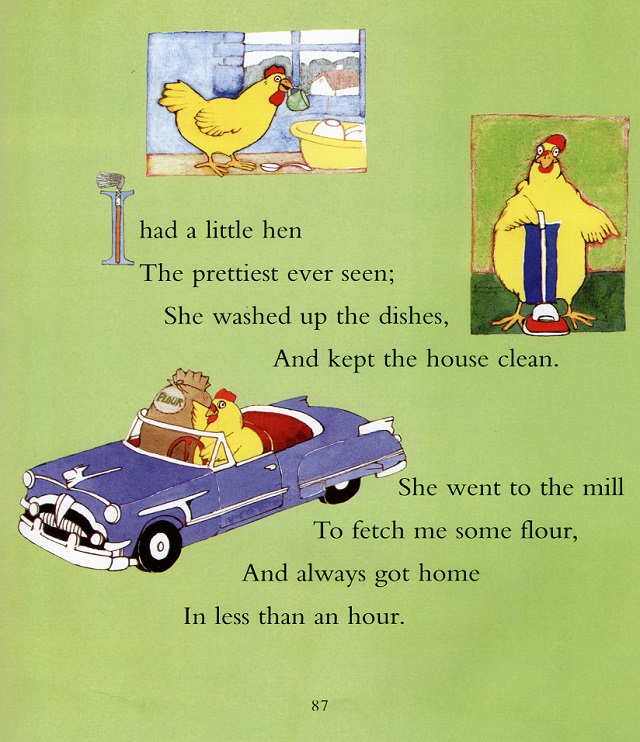 I had a little hen
The prettiest ever seen;
She washed up the dishes,
And kept the house clean.
FLOUR
She went to the mill
To fetch me some flour,
And always got home
In less than an hour.
87